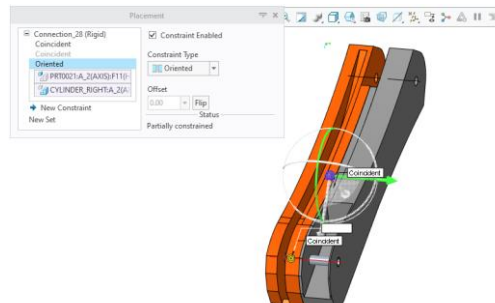 Placement
Connection_28 (Rigid)
Coincident
Coincident
Oriented
PRT0021:A_2(AXIS):F11(
CYLINDER_RIGHT:A_2(A
New Constraint
New Set
Constraint Enabled
Constraint Type
Oriented
Offset
0.00
Flip
Status
Partially constrained
Coincident
Coincident